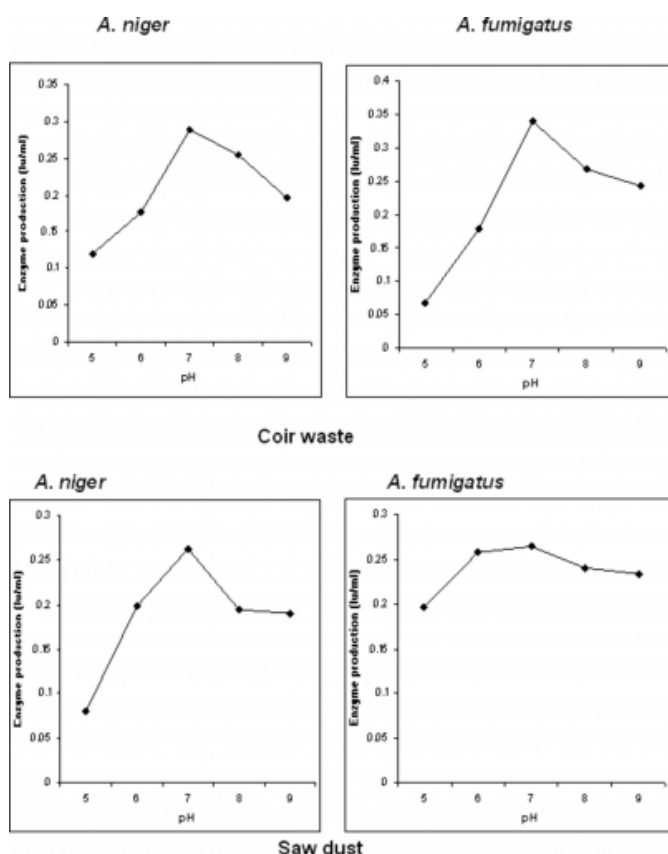 A. niger
A. fumigatus
Enzyme production (Iu/ml)
0.35
0.3
0.25
0.2
0.15
0.1
0.05
0
5 6 7 8 9
pH
Enzyme production (Iu/ml)
0.4
0.35
0.3
0.25
0.2
0.15
0.1
0.05
0
5 6 7 8 9
pH
Coir waste
A. niger
A. fumigatus
Enzyme production (Iu/ml)
0.3
0.25
0.2
0.15
0.1
0.05
0
5 6 7 8 9
pH
Enzyme production (Iu/ml)
0.3
0.25
0.2
0.15
0.1
0.05
0
5 6 7 8 9
pH
Saw dust